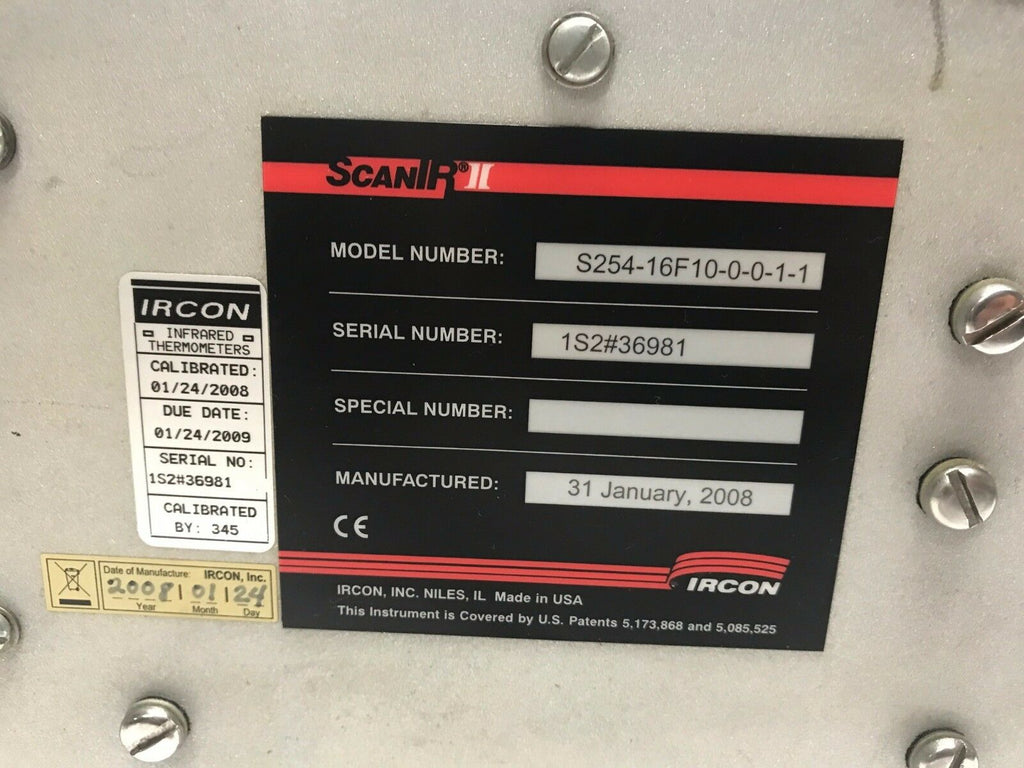 SCANIR® II
MODEL NUMBER: S254-16F10-0-0-1-1
SERIAL NUMBER: 1S2#36981
SPECIAL NUMBER:
MANUFACTURED: 31 January, 2008
CE
IRCON
IRCON, INC. NILES, IL Made in USA
This Instrument is Covered by U.S. Patents 5,173,868 and 5,085,525
IRCON
INFRARED
THERMOMETERS
CALIBRATED:
01/24/2008
DUE DATE:
01/24/2009
SERIAL NO:
1S2#36981
CALIBRATED
BY: 345
Date of Manufacture: IRCON, Inc.
2008 | 01 | 24
Year Month Day